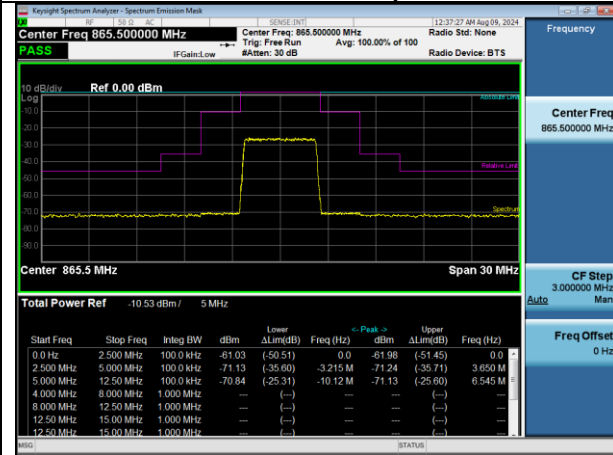 Keysight Spectrum Analyzer - Spectrum Emission Mask
RF 50 Ω AC SENSE:INT 12:37:27 AM Aug 09, 2024
Center Freq 865.500000 MHz Center Freq: 865.500000 MHz Radio Std: None
Trig: Free Run Avg: 100.00% of 100
PASS IFGain:Low #Atten: 30 dB Radio Device: BTS
10 dB/div Ref 0.00 dBm
Log
Absolute Limit
-10.0
-20.0
-30.0
-40.0
Relative Limit
-50.0
-60.0
Spectrum
-70.0
-80.0
-90.0
Center 865.5 MHz Span 30 MHz
Total Power Ref -10.53 dBm / 5 MHz
Lower <- Peak -> Upper
Start Freq Stop Freq Integ BW dBm ΔLim(dB) Freq (Hz) dBm ΔLim(dB) Freq (Hz)
0.0 Hz 2.500 MHz 100.0 kHz -61.03 (-50.51) 0.0 -61.98 (-51.45) 0.0
2.500 MHz 5.000 MHz 100.0 kHz -71.13 (-35.60) -3.215 M -71.24 (-35.71) 3.650 M
5.000 MHz 12.50 MHz 100.0 kHz -70.84 (-25.31) -10.12 M -71.13 (-25.60) 6.545 M
4.000 MHz 8.000 MHz 1.000 MHz --- (---) --- --- (---) ---
8.000 MHz 12.50 MHz 1.000 MHz --- (---) --- --- (---) ---
12.50 MHz 15.00 MHz 1.000 MHz --- (---) --- --- (---) ---
12.50 MHz 15.00 MHz 1.000 MHz --- (---) --- --- (---) ---
MSG STATUS
Frequency
Center Freq
865.500000 MHz
CF Step
3.000000 MHz
Auto Man
Freq Offset
0 Hz